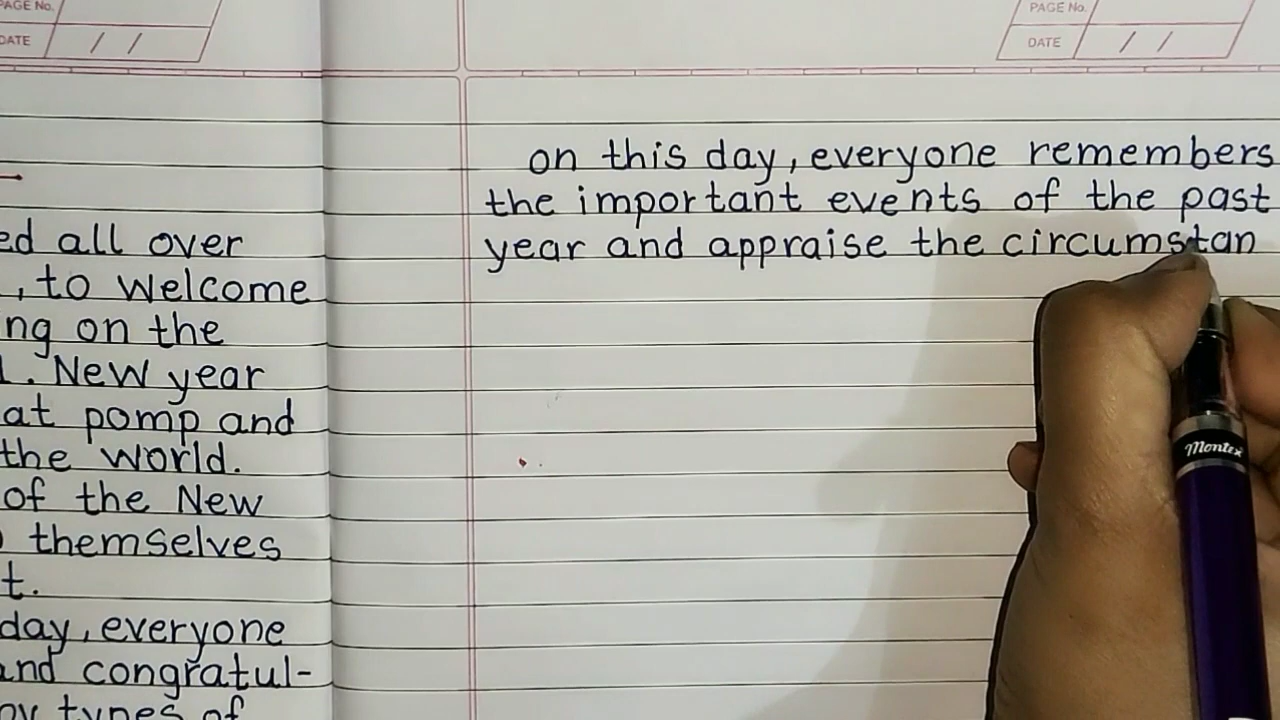 PAGE No.
DATE / /
ed all over
, to welcome
ng on the
. New year
at pomp and
the world.
of the New
themselves
t.
day, everyone
and congratul-
types of
PAGE No.
DATE / /
on this day, everyone remembers
the important events of the past
year and appraise the circumstan
Montex